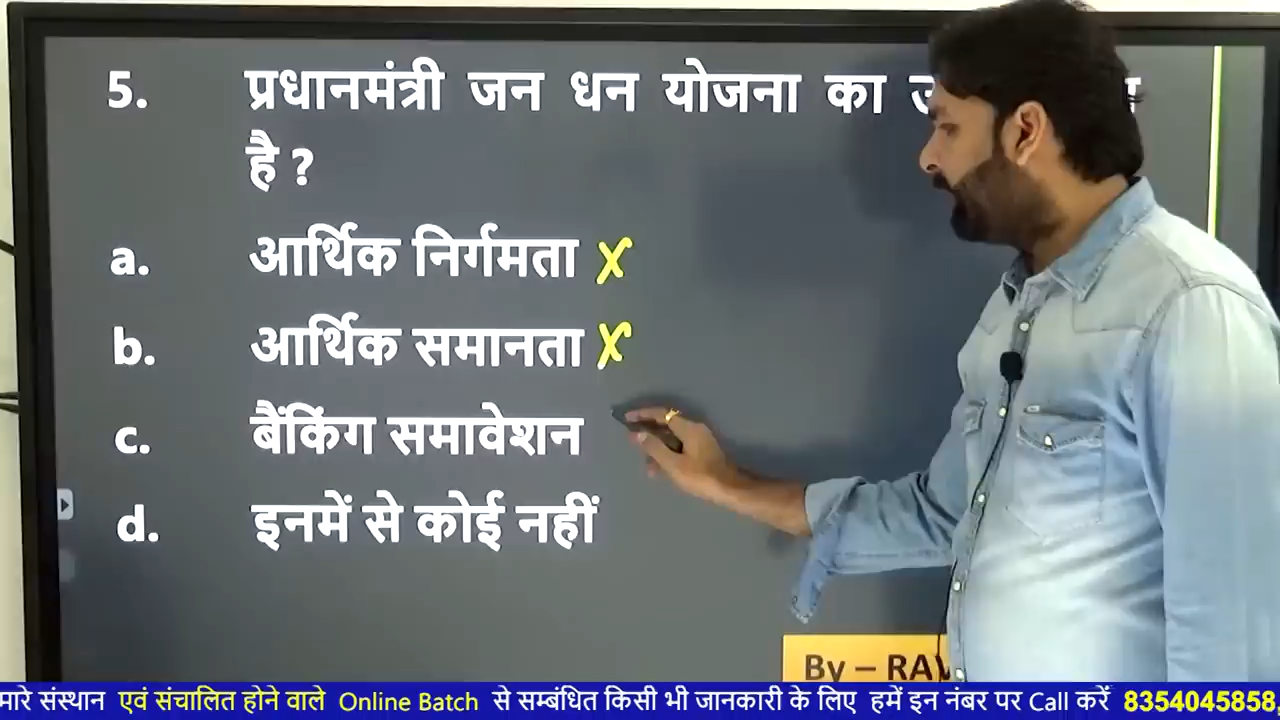 5. प्रधानमंत्री जन धन योजना का
है ?
a. आर्थिक निर्गमता X
b. आर्थिक समानता X
c. बैंकिंग समावेशन
d. इनमें से कोई नहीं
By – RAV
मारे संस्थान एवं संचालित होने वाले Online Batch से सम्बंधित किसी भी जानकारी के लिए हमें इन नंबर पर Call करें 8354045858,